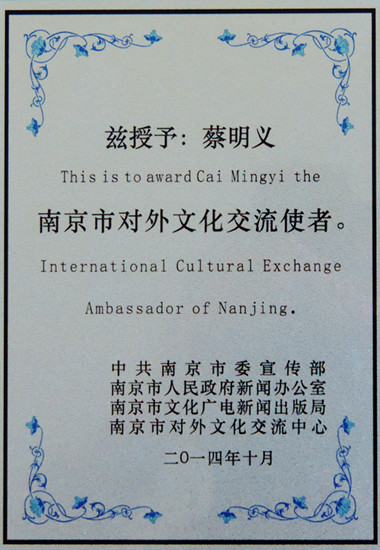 兹授予：蔡明义
This is to award Cai Mingyi the
南京市对外文化交流使者。
International Cultural Exchange
Ambassador of Nanjing.
中共南京市委宣传部
南京市人民政府新闻办公室
南京市文化广电新闻出版局
南京市对外文化交流中心
二〇一四年十月